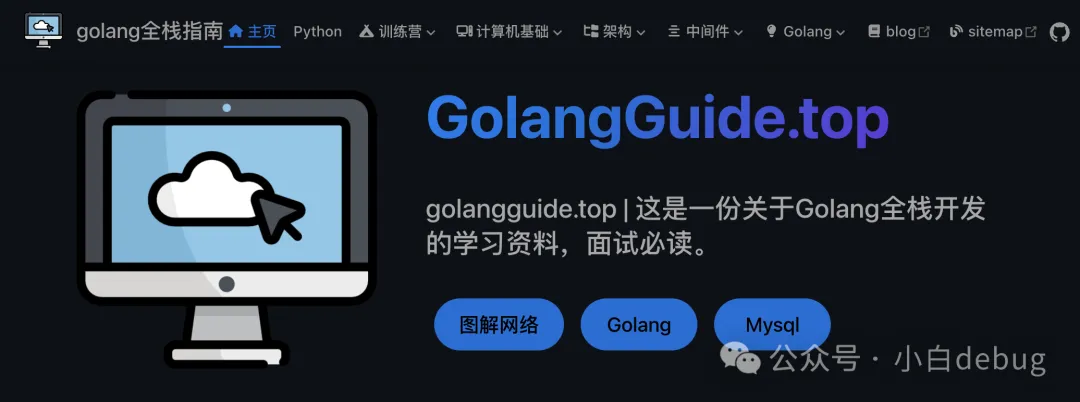 golang全栈指南 主页 Python 训练营 计算机基础 架构 中间件 Golang blog sitemap
GolangGuide.top
golangguide.top | 这是一份关于Golang全栈开发
的学习资料，面试必读。
图解网络 Golang Mysql
公众号 · 小白debug